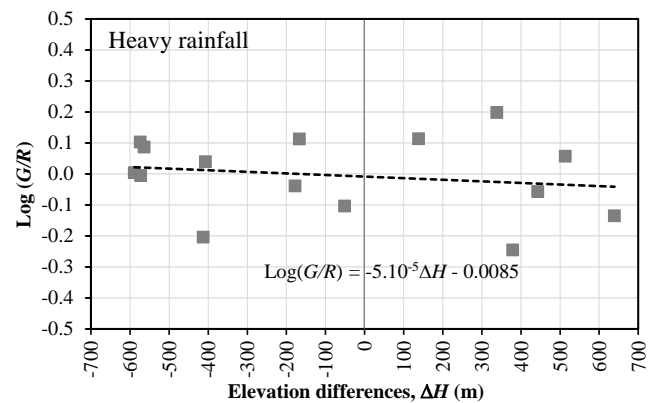 Heavy rainfall
0.5
0.4
0.3
0.2
0.1
0.0
-0.1
-0.2
-0.3
-0.4
-0.5
Log (G/R)
Log(G/R) = -5.10⁻⁵ΔH - 0.0085
-700 -600 -500 -400 -300 -200 -100 0 100 200 300 400 500 600 700
Elevation differences, ΔH (m)